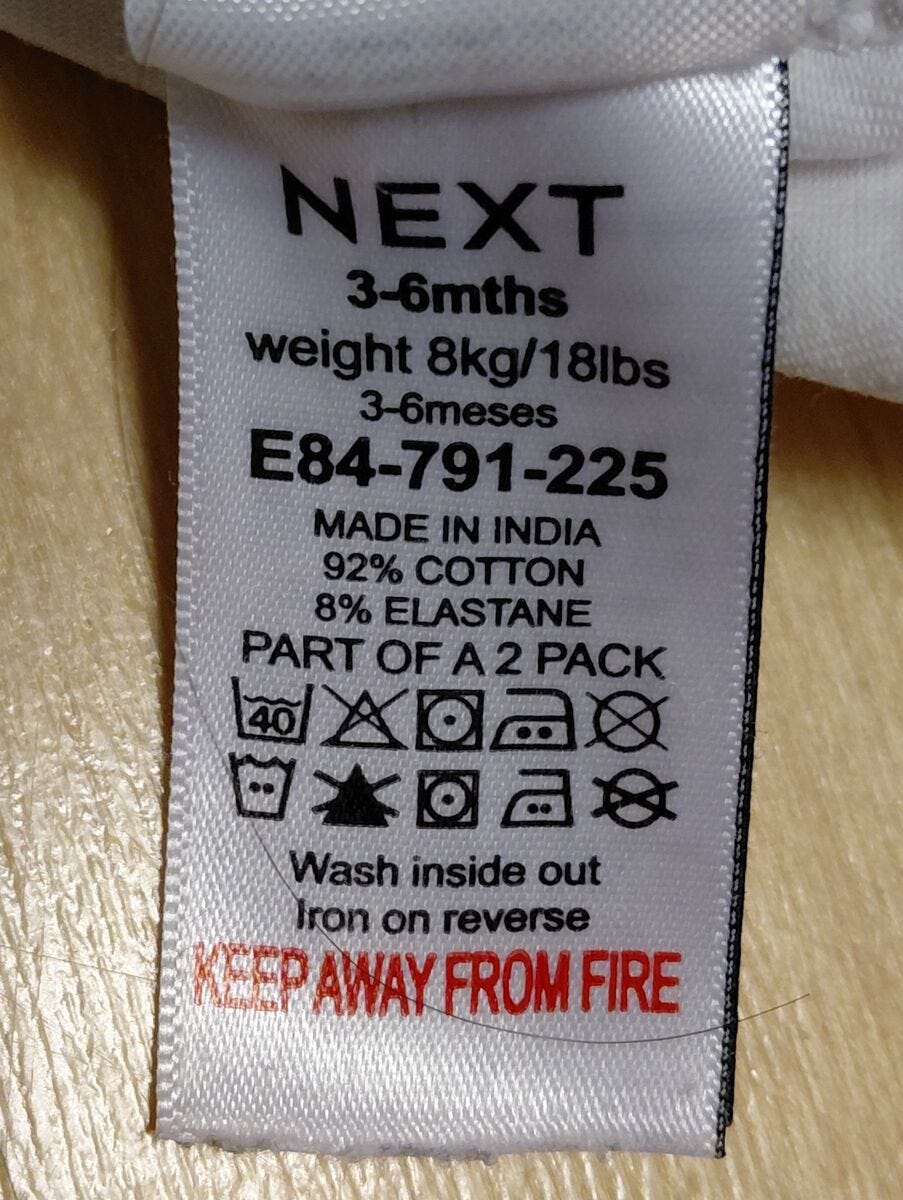 NEXT
3-6mths
weight 8kg/18lbs
3-6meses
E84-791-225
MADE IN INDIA
92% COTTON
8% ELASTANE
PART OF A 2 PACK
40
Wash inside out
Iron on reverse
KEEP AWAY FROM FIRE